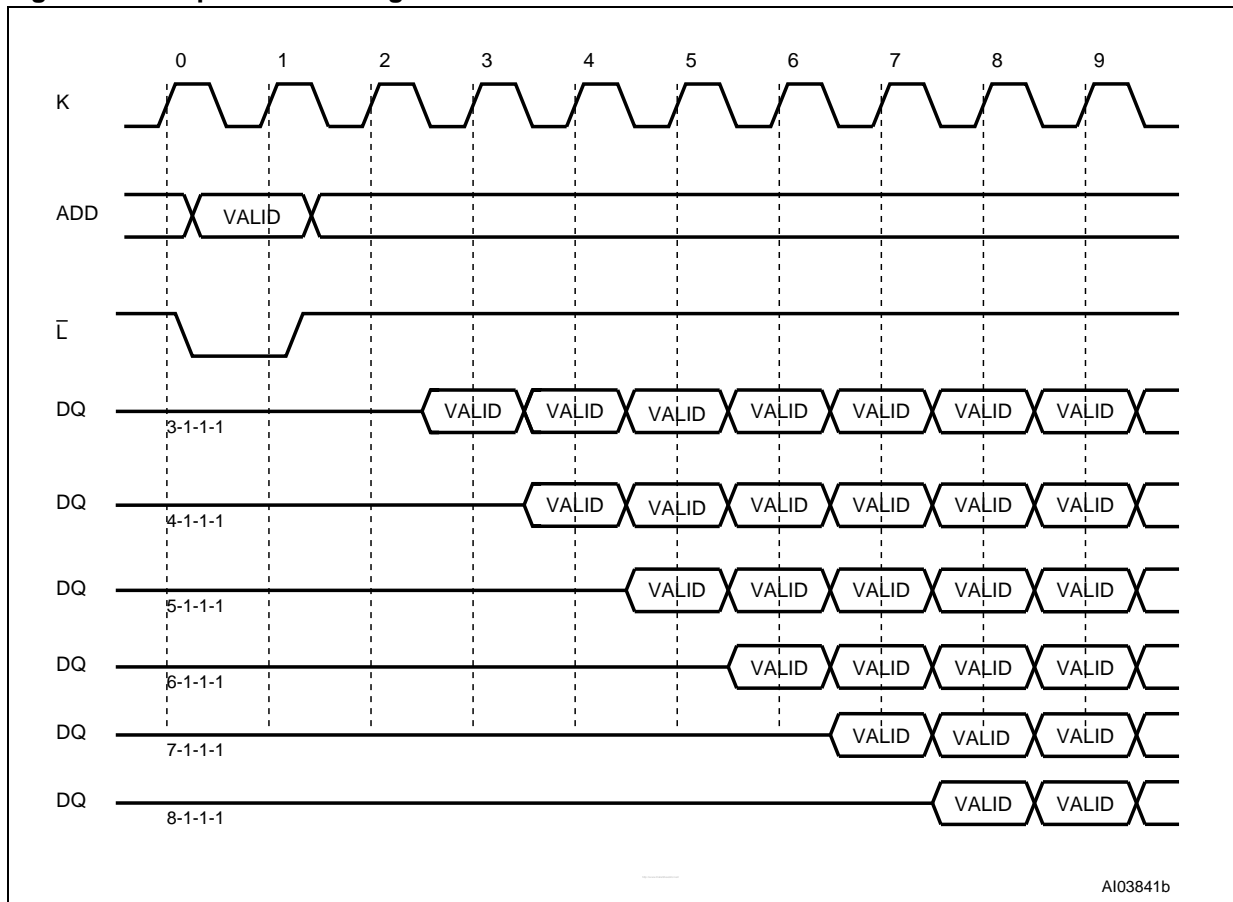 0 1 2 3 4 5 6 7 8 9
K
ADD VALID
L̅
DQ VALID VALID VALID VALID VALID VALID VALID
3-1-1-1
DQ VALID VALID VALID VALID VALID VALID
4-1-1-1
DQ VALID VALID VALID VALID VALID
5-1-1-1
DQ VALID VALID VALID VALID
6-1-1-1
DQ VALID VALID VALID
7-1-1-1
DQ VALID VALID
8-1-1-1
AI03841b